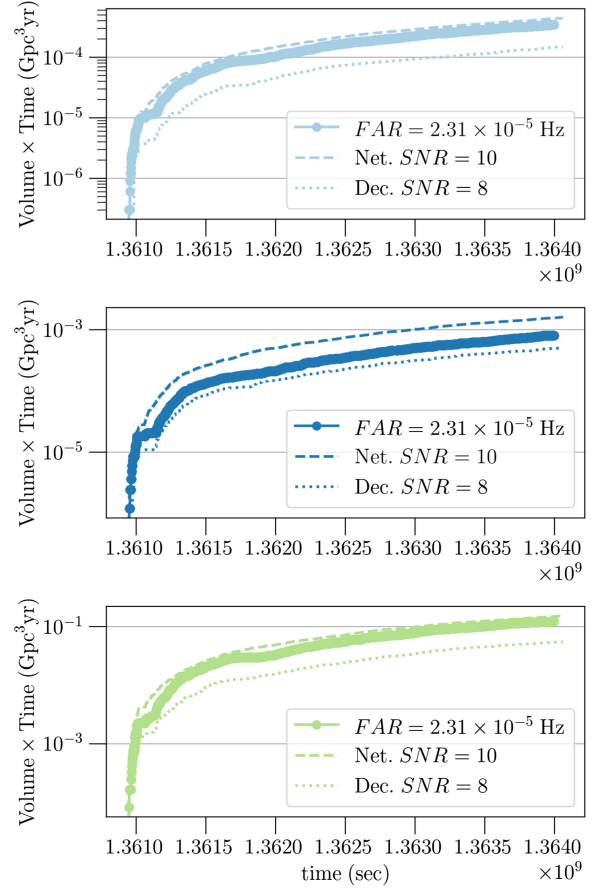 Volume × Time (Gpc³yr)
10⁻⁴
10⁻⁵
10⁻⁶
FAR = 2.31 × 10⁻⁵ Hz
Net. SNR = 10
Dec. SNR = 8
1.3610 1.3615 1.3620 1.3625 1.3630 1.3635 1.3640
×10⁹
Volume × Time (Gpc³yr)
10⁻³
10⁻⁵
FAR = 2.31 × 10⁻⁵ Hz
Net. SNR = 10
Dec. SNR = 8
1.3610 1.3615 1.3620 1.3625 1.3630 1.3635 1.3640
×10⁹
Volume × Time (Gpc³yr)
10⁻¹
10⁻³
FAR = 2.31 × 10⁻⁵ Hz
Net. SNR = 10
Dec. SNR = 8
1.3610 1.3615 1.3620 1.3625 1.3630 1.3635 1.3640
time (sec)
×10⁹